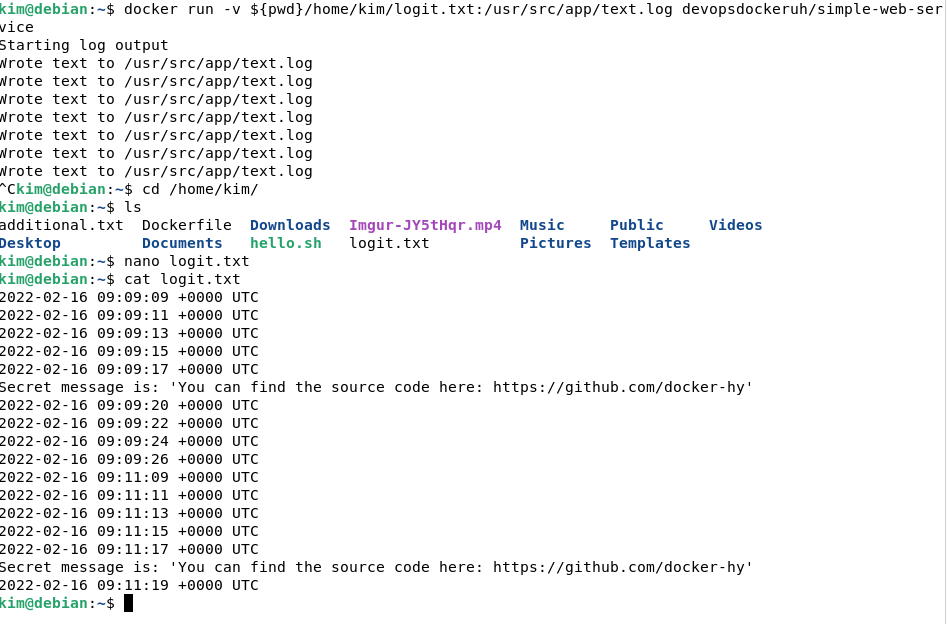 kim@debian:~$ docker run -v ${pwd}/home/kim/logit.txt:/usr/src/app/text.log devopsdockeruh/simple-web-ser
vice
Starting log output
Wrote text to /usr/src/app/text.log
Wrote text to /usr/src/app/text.log
Wrote text to /usr/src/app/text.log
Wrote text to /usr/src/app/text.log
Wrote text to /usr/src/app/text.log
Wrote text to /usr/src/app/text.log
Wrote text to /usr/src/app/text.log
^Ckim@debian:~$ cd /home/kim/
kim@debian:~$ ls
additional.txt  Dockerfile  Downloads  Imgur-JY5tHqr.mp4  Music     Public     Videos
Desktop         Documents   hello.sh   logit.txt          Pictures  Templates
kim@debian:~$ nano logit.txt
kim@debian:~$ cat logit.txt
2022-02-16 09:09:09 +0000 UTC
2022-02-16 09:09:11 +0000 UTC
2022-02-16 09:09:13 +0000 UTC
2022-02-16 09:09:15 +0000 UTC
2022-02-16 09:09:17 +0000 UTC
Secret message is: 'You can find the source code here: https://github.com/docker-hy'
2022-02-16 09:09:20 +0000 UTC
2022-02-16 09:09:22 +0000 UTC
2022-02-16 09:09:24 +0000 UTC
2022-02-16 09:09:26 +0000 UTC
2022-02-16 09:11:09 +0000 UTC
2022-02-16 09:11:11 +0000 UTC
2022-02-16 09:11:13 +0000 UTC
2022-02-16 09:11:15 +0000 UTC
2022-02-16 09:11:17 +0000 UTC
Secret message is: 'You can find the source code here: https://github.com/docker-hy'
2022-02-16 09:11:19 +0000 UTC
kim@debian:~$